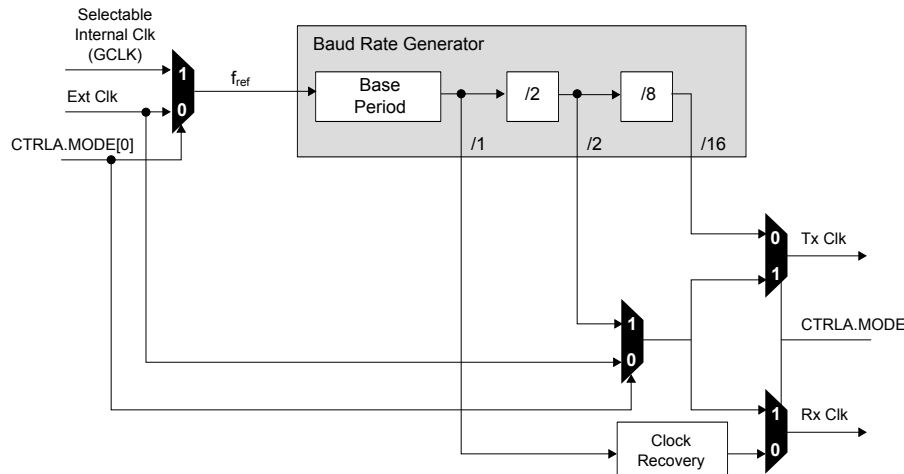 Selectable
Internal Clk
(GCLK)
Baud Rate Generator
1
fref
Base
Period
/2
/8
Ext Clk
0
CTRLA.MODE[0]
/1
/2
/16
0
Tx Clk
1
1
CTRLA.MODE
0
1
Rx Clk
Clock
Recovery
0